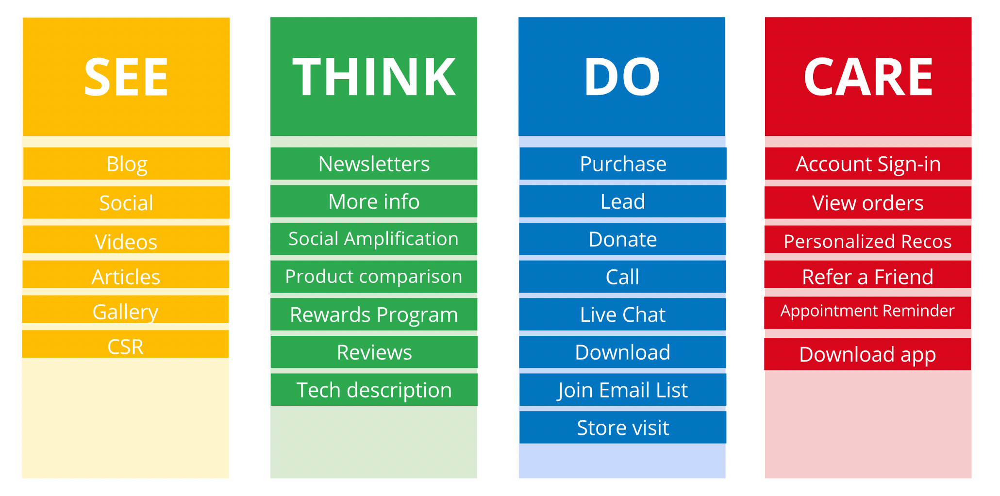 SEE
Blog
Social
Videos
Articles
Gallery
CSR
THINK
Newsletters
More info
Social Amplification
Product comparison
Rewards Program
Reviews
Tech description
DO
Purchase
Lead
Donate
Call
Live Chat
Download
Join Email List
Store visit
CARE
Account Sign-in
View orders
Personalized Recos
Refer a Friend
Appointment Reminder
Download app